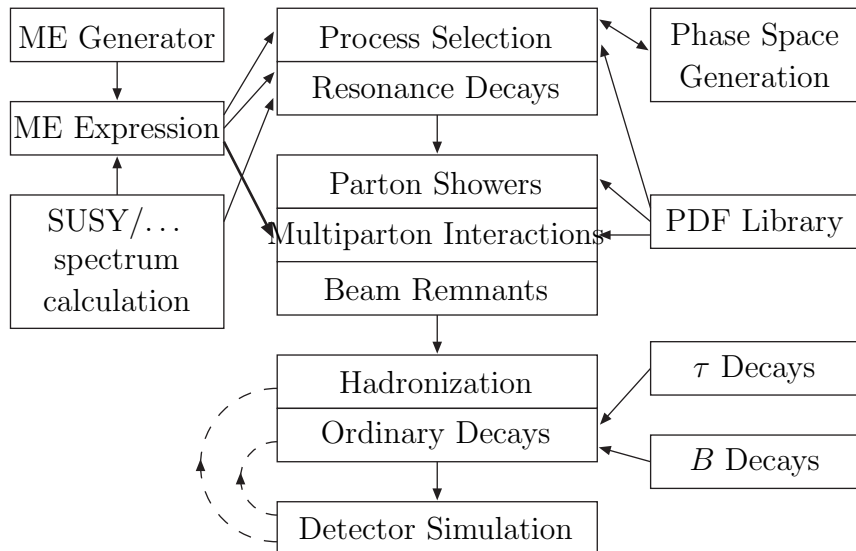 ME Generator
ME Expression
SUSY/…
spectrum
calculation
Process Selection
Resonance Decays
Parton Showers
Multiparton Interactions
Beam Remnants
Hadronization
Ordinary Decays
Detector Simulation
Phase Space
Generation
PDF Library
τ Decays
B Decays